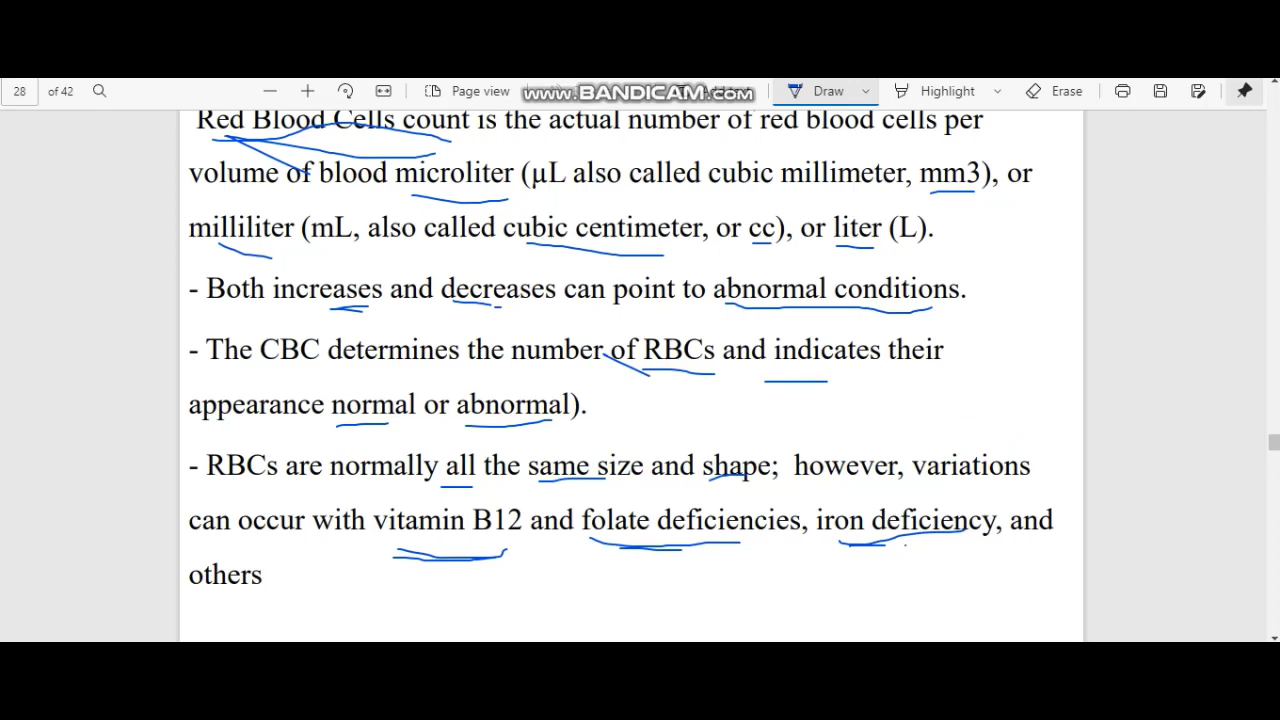 28 of 42 Page view www.BANDICAM.com Draw Highlight Erase
Red Blood Cells count is the actual number of red blood cells per
volume of blood microliter (µL also called cubic millimeter, mm3), or
milliliter (mL, also called cubic centimeter, or cc), or liter (L).
- Both increases and decreases can point to abnormal conditions.
- The CBC determines the number of RBCs and indicates their
appearance normal or abnormal).
- RBCs are normally all the same size and shape; however, variations
can occur with vitamin B12 and folate deficiencies, iron deficiency, and
others